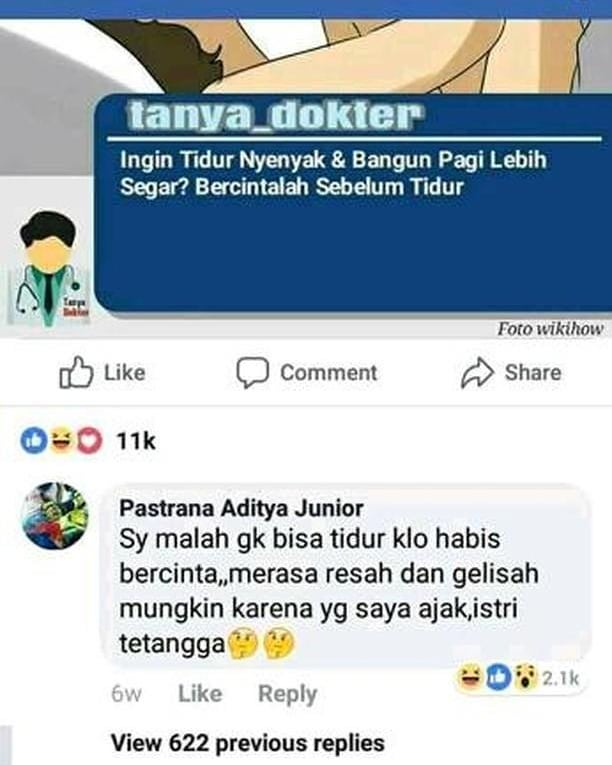 tanya_dokter
Ingin Tidur Nyenyak & Bangun Pagi Lebih
Segar? Bercintalah Sebelum Tidur
Tanya
Dokter
Foto wikihow
Like Comment Share
11k
Pastrana Aditya Junior
Sy malah gk bisa tidur klo habis
bercinta,,merasa resah dan gelisah
mungkin karena yg saya ajak,istri
tetangga🤔🤔
2.1k
6w Like Reply
View 622 previous replies